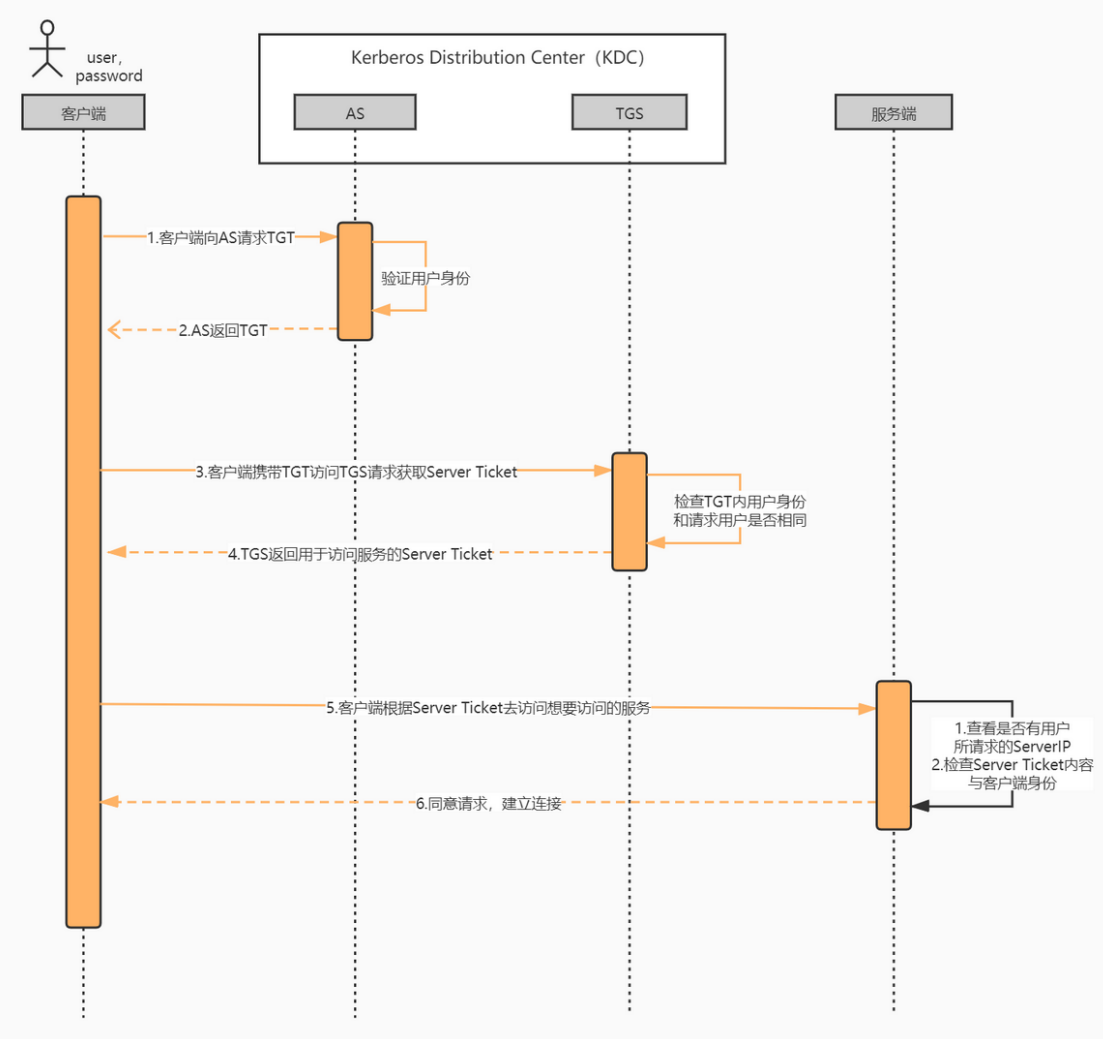 user，
password
Kerberos Distribution Center（KDC）
客户端
AS
TGS
服务端
1.客户端向AS请求TGT
验证用户身份
2.AS返回TGT
3.客户端携带TGT访问TGS请求获取Server Ticket
检查TGT内用户身份
和请求用户是否相同
4.TGS返回用于访问服务的Server Ticket
5.客户端根据Server Ticket去访问想要访问的服务
1.查看是否有用户
所请求的ServerIP
2.检查Server Ticket内容
与客户端身份
6.同意请求，建立连接